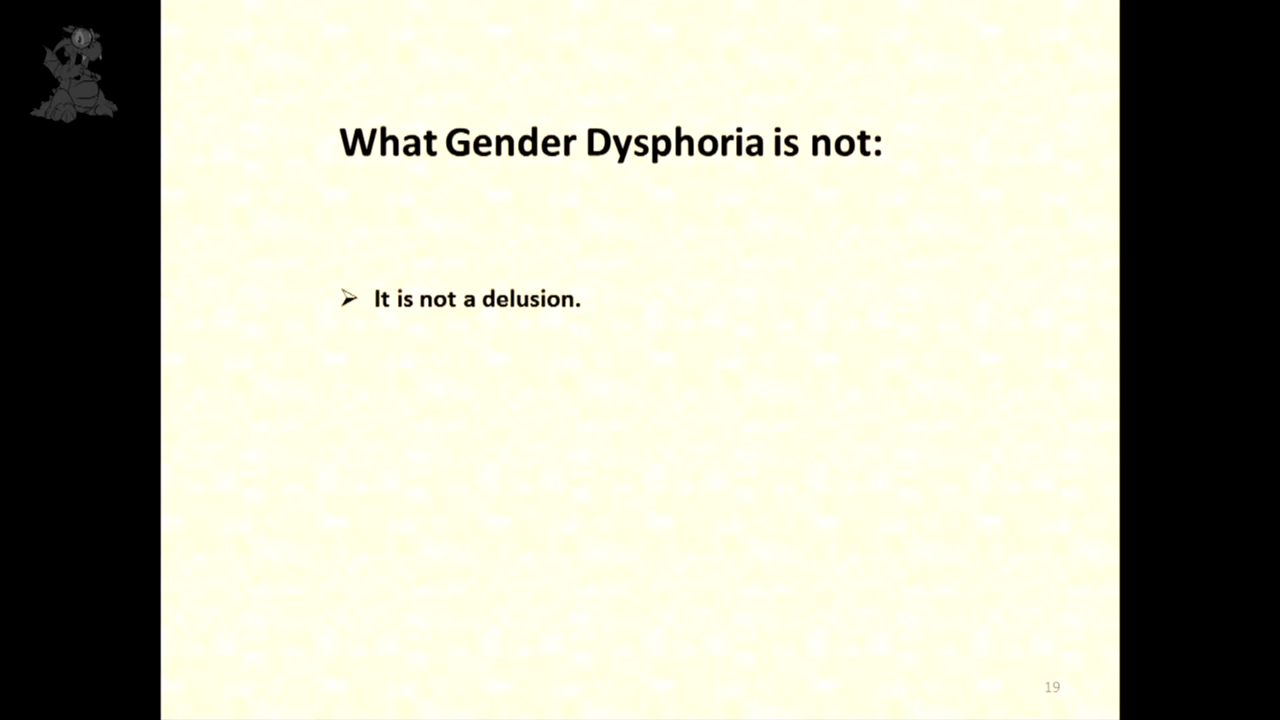 What Gender Dysphoria is not:
➢ It is not a delusion.
19